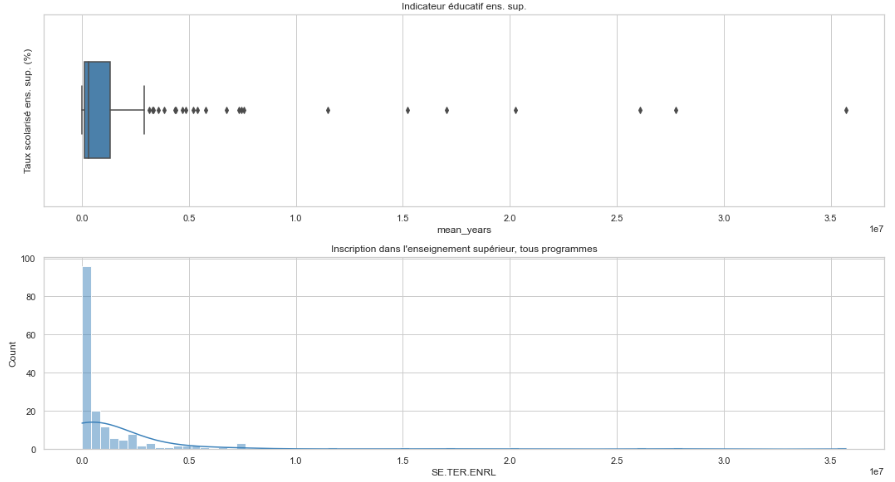 Indicateur éducatif ens. sup.
Taux scolarisé ens. sup. (%)
0.0 0.5 1.0 1.5 2.0 2.5 3.0 3.5
1e7
mean_years
Inscription dans l'enseignement supérieur, tous programmes
100
80
60
40
20
0
Count
0.0 0.5 1.0 1.5 2.0 2.5 3.0 3.5
1e7
SE.TER.ENRL